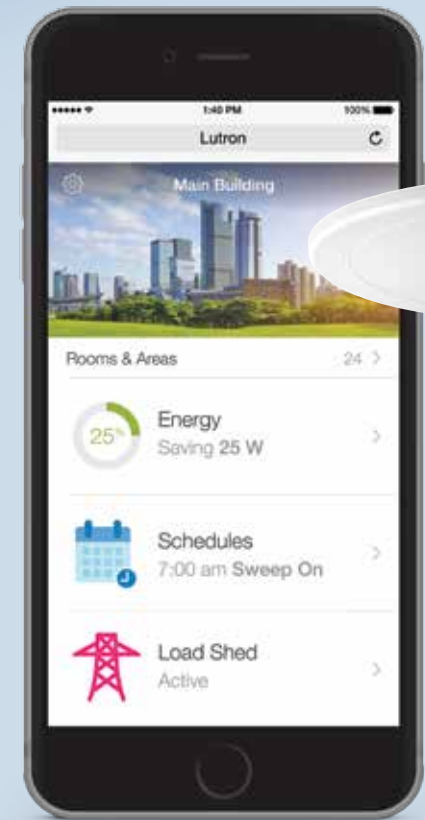 1:40 PM
100%
Lutron
Main Building
Rooms & Areas
24
25%
Energy
Saving 25 W
Schedules
7:00 am Sweep On
Load Shed
Active